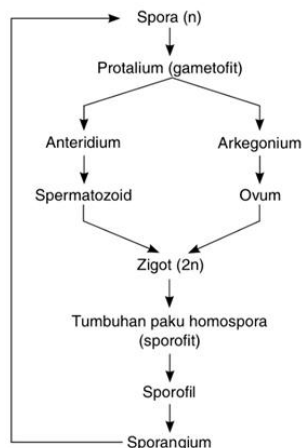 Spora (n)
Protalium (gametofit)
Anteridium
Arkegonium
Spermatozoid
Ovum
Zigot (2n)
Tumbuhan paku homospora
(sporofit)
Sporofil
Sporangium